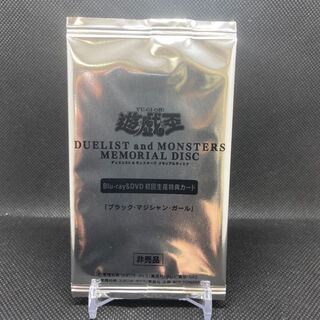 YU-GI-OH!
遊戯王
DUELIST and MONSTERS
MEMORIAL DISC
デュエリスト&モンスターズ メモリアルディスク
Blu-ray&DVD 初回生産特典カード
「ブラック・マジシャン・ガール」
非売品